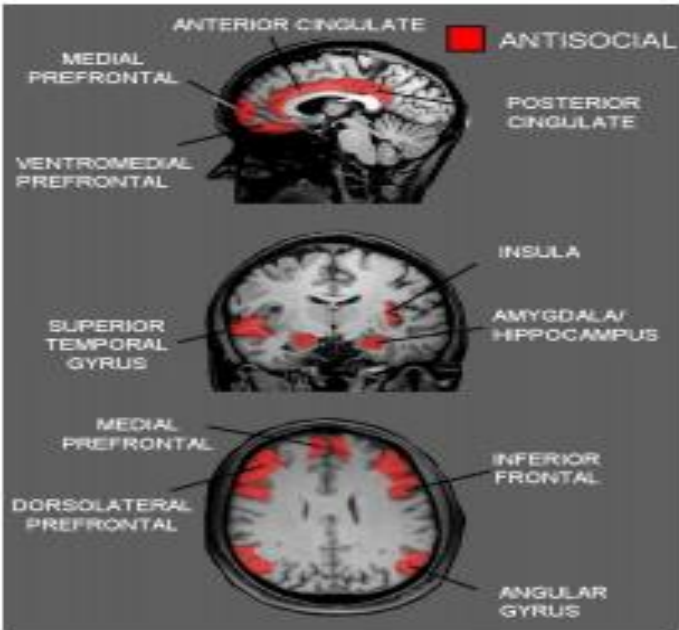 ANTERIOR CINGULATE
ANTISOCIAL
MEDIAL
PREFRONTAL
POSTERIOR
CINGULATE
VENTROMEDIAL
PREFRONTAL
INSULA
SUPERIOR
TEMPORAL
GYRUS
AMYGDALA/
HIPPOCAMPUS
MEDIAL
PREFRONTAL
INFERIOR
FRONTAL
DORSOLATERAL
PREFRONTAL
ANGULAR
GYRUS